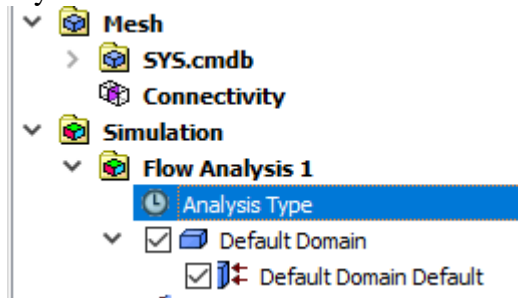 Mesh
SYS.cmdb
Connectivity
Simulation
Flow Analysis 1
Analysis Type
Default Domain
Default Domain Default